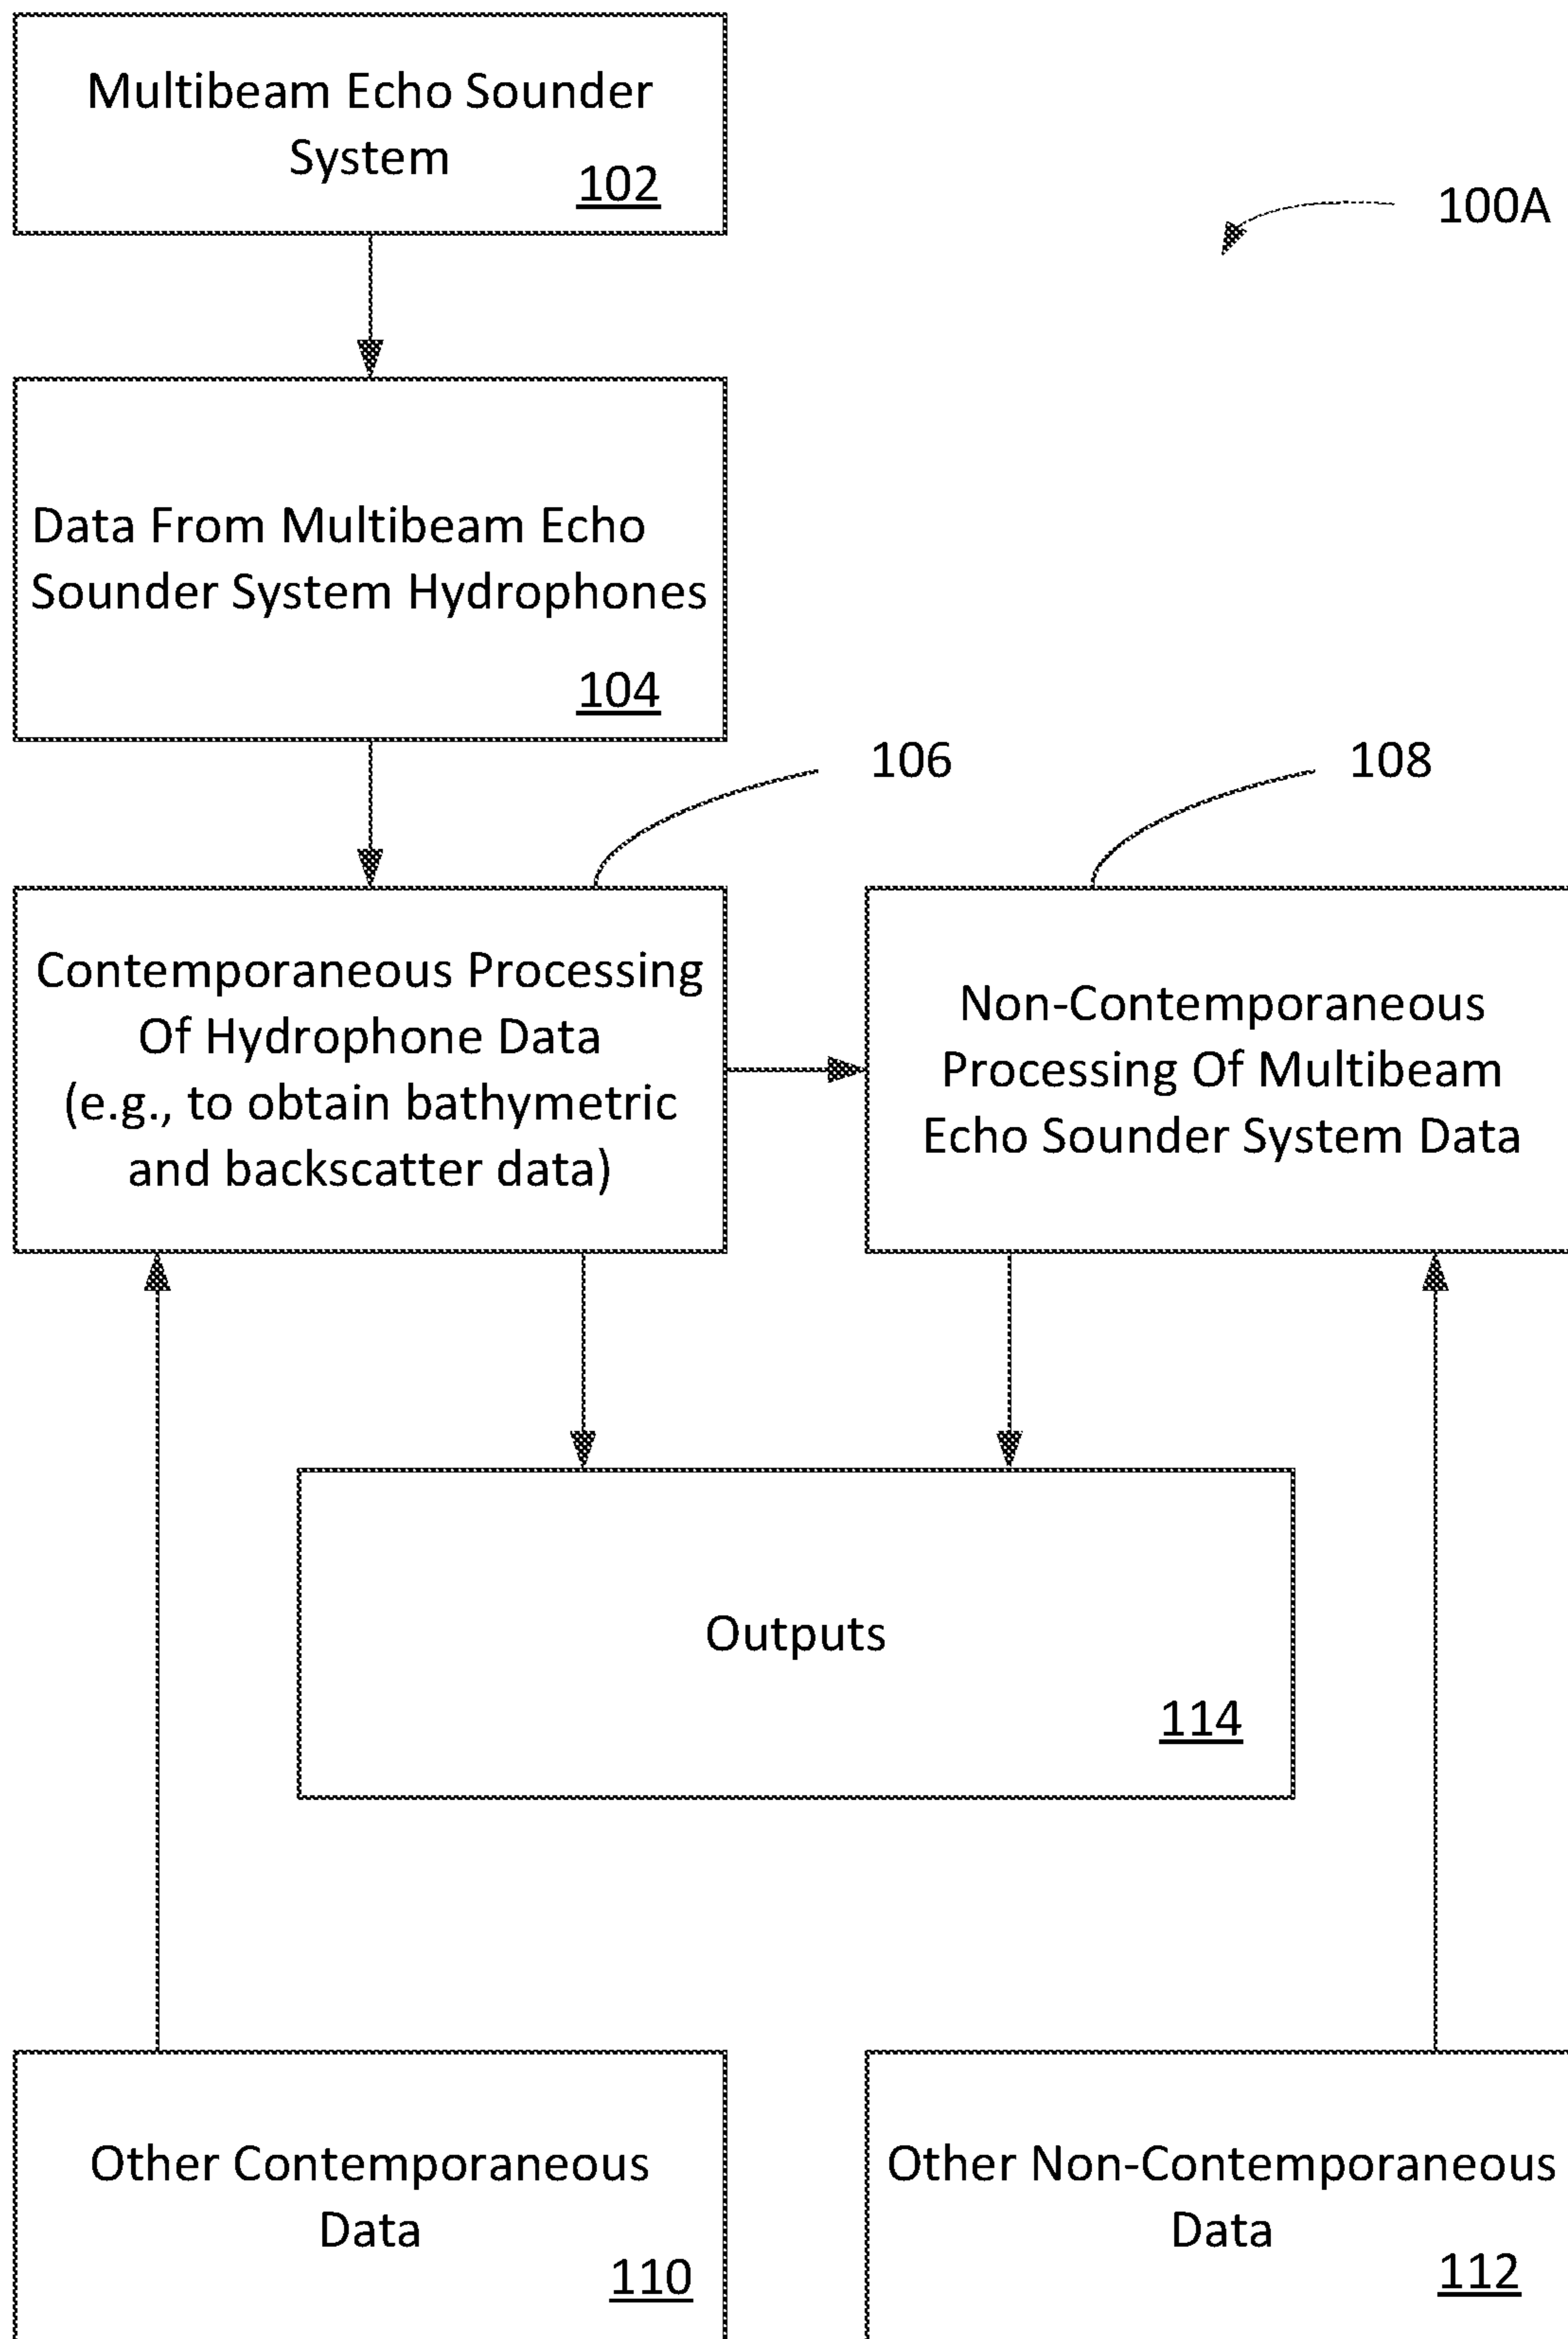 Multibeam Echo Sounder
System
102
100A
Data From Multibeam Echo
Sounder System Hydrophones
104
106
108
Contemporaneous Processing
Of Hydrophone Data
(e.g., to obtain bathymetric
and backscatter data)
Non-Contemporaneous
Processing Of Multibeam
Echo Sounder System Data
Outputs
114
Other Contemporaneous
Data
110
Other Non-Contemporaneous
Data
112